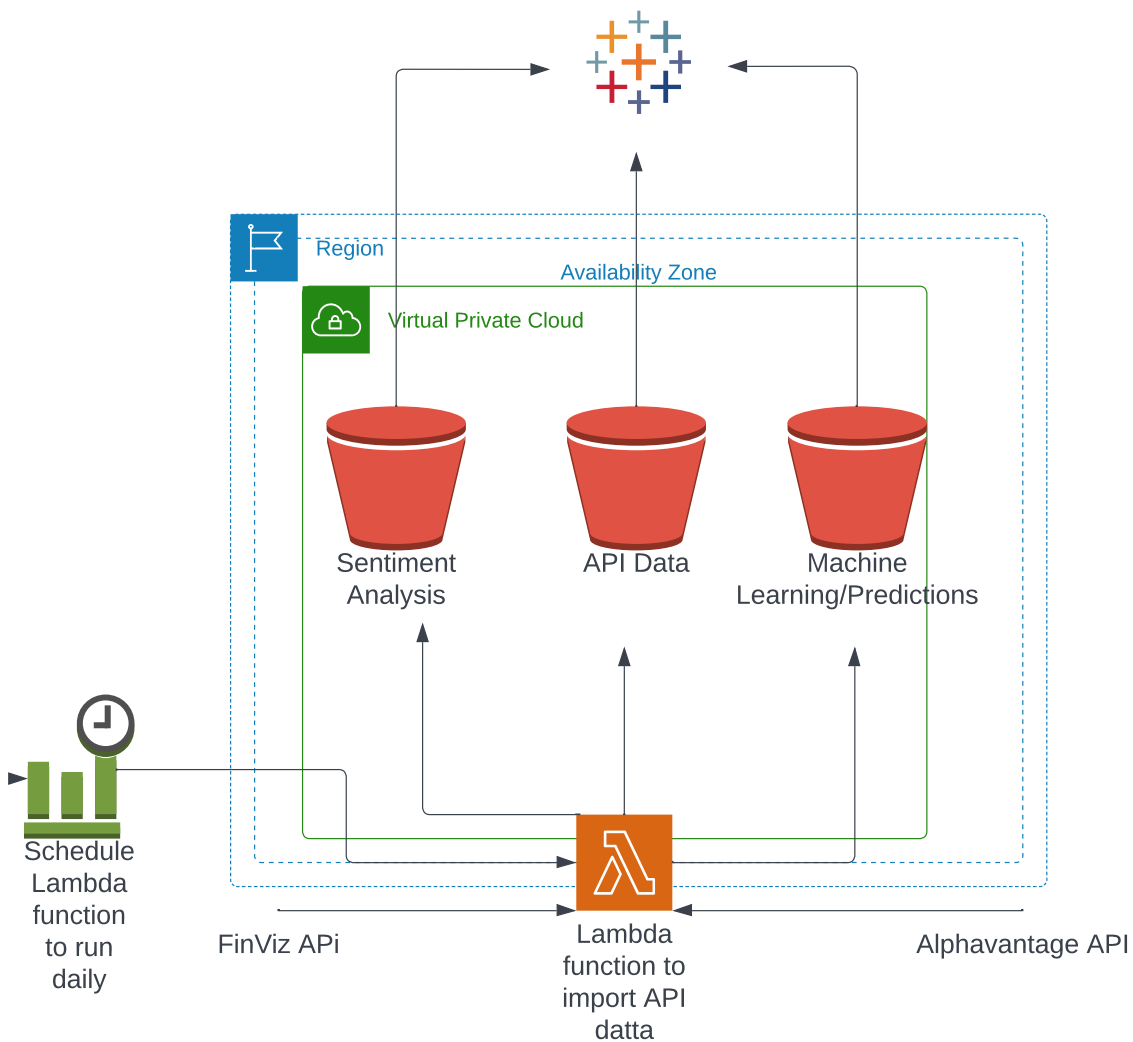 Region
Availability Zone
Virtual Private Cloud
Sentiment
Analysis
API Data
Machine
Learning/Predictions
Schedule
Lambda
function
to run
daily
FinViz APi
Lambda
function to
import API
datta
Alphavantage API